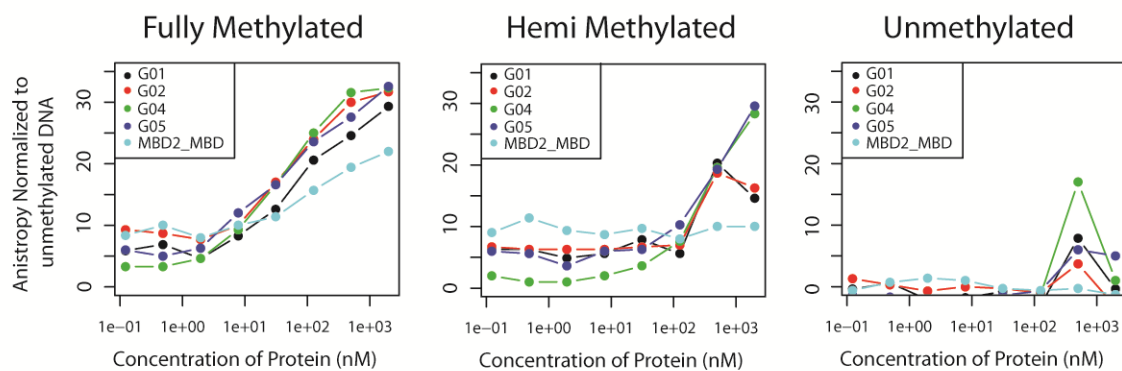 Fully Methylated
Hemi Methylated
Unmethylated
Anistropy Normalized to
unmethylated DNA
0
10
20
30
G01
G02
G04
G05
MBD2_MBD
1e−01
1e+00
1e+01
1e+02
1e+03
Concentration of Protein (nM)
0
10
20
30
G01
G02
G04
G05
MBD2_MBD
1e−01
1e+00
1e+01
1e+02
1e+03
Concentration of Protein (nM)
0
10
20
30
G01
G02
G04
G05
MBD2_MBD
1e−01
1e+00
1e+01
1e+02
1e+03
Concentration of Protein (nM)